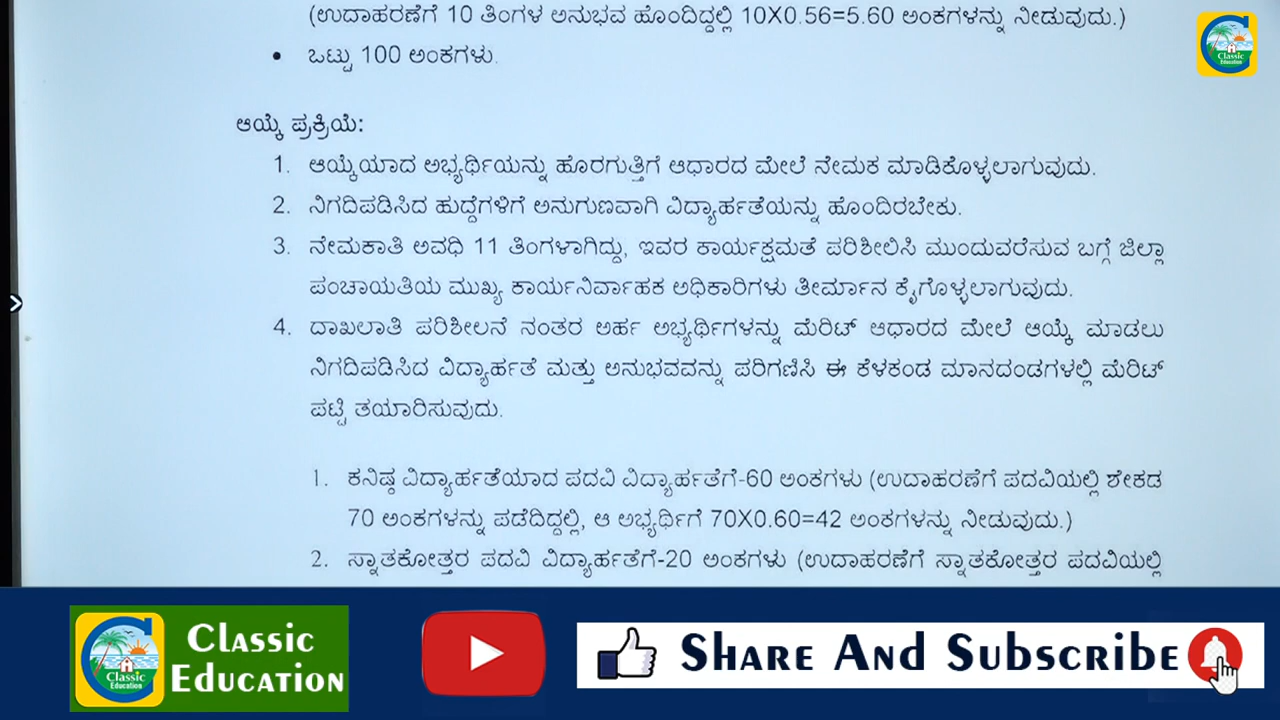 (ಉದಾಹರಣೆಗೆ 10 ತಿಂಗಳ ಅನುಭವ ಹೊಂದಿದ್ದಲ್ಲಿ 10X0.56=5.60 ಅಂಕಗಳನ್ನು ನೀಡುವುದು.)
• ಒಟ್ಟು 100 ಅಂಕಗಳು.
Classic
Education
ಆಯ್ಕೆ ಪ್ರಕ್ರಿಯೆ:
1. ಆಯ್ಕೆಯಾದ ಅಭ್ಯರ್ಥಿಯನ್ನು ಹೊರಗುತ್ತಿಗೆ ಆಧಾರದ ಮೇಲೆ ನೇಮಕ ಮಾಡಿಕೊಳ್ಳಲಾಗುವುದು.
2. ನಿಗದಿಪಡಿಸಿದ ಹುದ್ದೆಗಳಿಗೆ ಅನುಗುಣವಾಗಿ ವಿದ್ಯಾರ್ಹತೆಯನ್ನು ಹೊಂದಿರಬೇಕು.
3. ನೇಮಕಾತಿ ಅವಧಿ 11 ತಿಂಗಳಾಗಿದ್ದು, ಇವರ ಕಾರ್ಯಕ್ಷಮತೆ ಪರಿಶೀಲಿಸಿ ಮುಂದುವರೆಸುವ ಬಗ್ಗೆ ಜಿಲ್ಲಾ
ಪಂಚಾಯತಿಯ ಮುಖ್ಯ ಕಾರ್ಯನಿರ್ವಾಹಕ ಅಧಿಕಾರಿಗಳು ತೀರ್ಮಾನ ಕೈಗೊಳ್ಳಲಾಗುವುದು.
4. ದಾಖಲಾತಿ ಪರಿಶೀಲನೆ ನಂತರ ಅರ್ಹ ಅಭ್ಯರ್ಥಿಗಳನ್ನು ಮೆರಿಟ್ ಆಧಾರದ ಮೇಲೆ ಆಯ್ಕೆ ಮಾಡಲು
ನಿಗದಿಪಡಿಸಿದ ವಿದ್ಯಾರ್ಹತೆ ಮತ್ತು ಅನುಭವವನ್ನು ಪರಿಗಣಿಸಿ ಈ ಕೆಳಕಂಡ ಮಾನದಂಡಗಳಲ್ಲಿ ಮೆರಿಟ್
ಪಟ್ಟಿ ತಯಾರಿಸುವುದು.
1. ಕನಿಷ್ಠ ವಿದ್ಯಾರ್ಹತೆಯಾದ ಪದವಿ ವಿದ್ಯಾರ್ಹತೆಗೆ-60 ಅಂಕಗಳು (ಉದಾಹರಣೆಗೆ ಪದವಿಯಲ್ಲಿ ಶೇಕಡ
70 ಅಂಕಗಳನ್ನು ಪಡೆದಿದ್ದಲ್ಲಿ, ಆ ಅಭ್ಯರ್ಥಿಗೆ 70X0.60=42 ಅಂಕಗಳನ್ನು ನೀಡುವುದು.)
2. ಸ್ನಾತಕೋತ್ತರ ಪದವಿ ವಿದ್ಯಾರ್ಹತೆಗೆ-20 ಅಂಕಗಳು (ಉದಾಹರಣೆಗೆ ಸ್ನಾತಕೋತ್ತರ ಪದವಿಯಲ್ಲಿ
Classic
Education
Classic
Education
Share And Subscribe